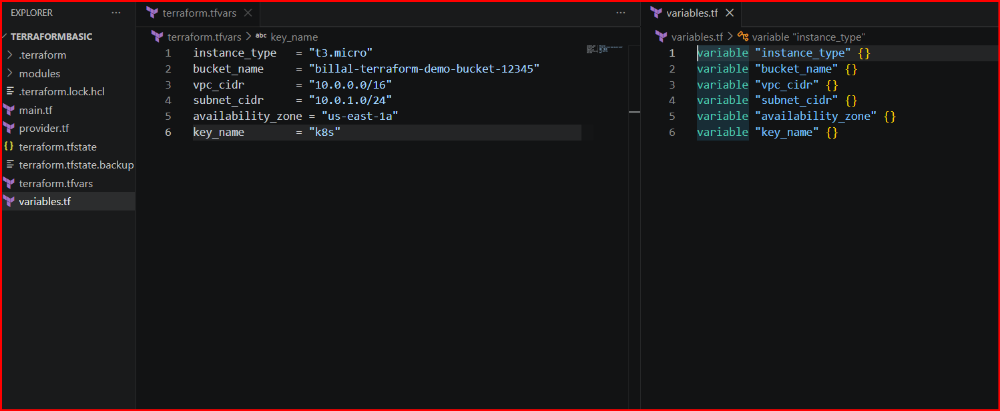 EXPLORER ···
TERRAFORMBASIC
.terraform
modules
.terraform.lock.hcl
main.tf
provider.tf
{} terraform.tfstate
terraform.tfstate.backup
terraform.tfvars
variables.tf
terraform.tfvars ···
terraform.tfvars > abc key_name
1 instance_type   = "t3.micro"
2 bucket_name     = "billal-terraform-demo-bucket-12345"
3 vpc_cidr        = "10.0.0.0/16"
4 subnet_cidr     = "10.0.1.0/24"
5 availability_zone = "us-east-1a"
6 key_name        = "k8s"
variables.tf
variables.tf > variable "instance_type"
1 variable "instance_type" {}
2 variable "bucket_name" {}
3 variable "vpc_cidr" {}
4 variable "subnet_cidr" {}
5 variable "availability_zone" {}
6 variable "key_name" {}